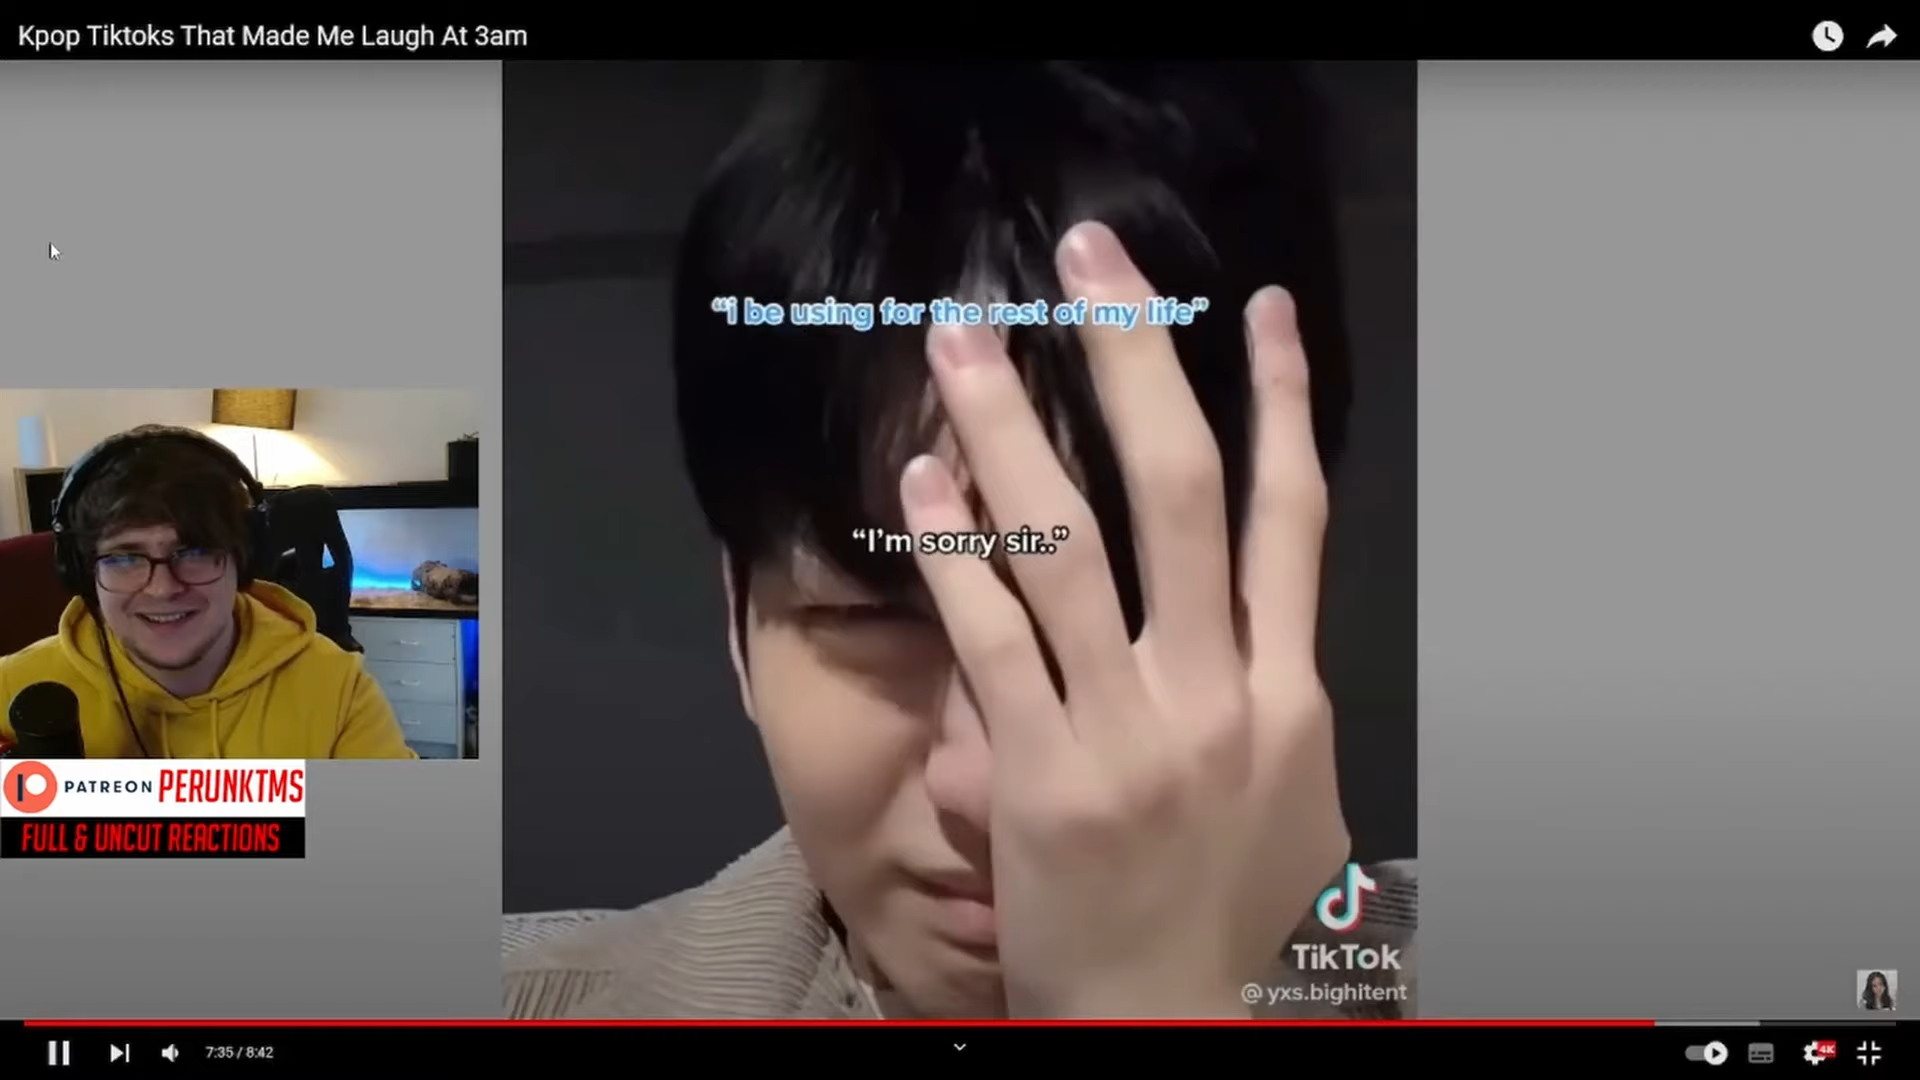 Kpop Tiktoks That Made Me Laugh At 3am
“i be using for the rest of my life”
“I’m sorry sir..”
PATREON PERUNKTMS
FULL & UNCUT REACTIONS
TikTok
@yxs.bighitent
7:35 / 8:42
4K